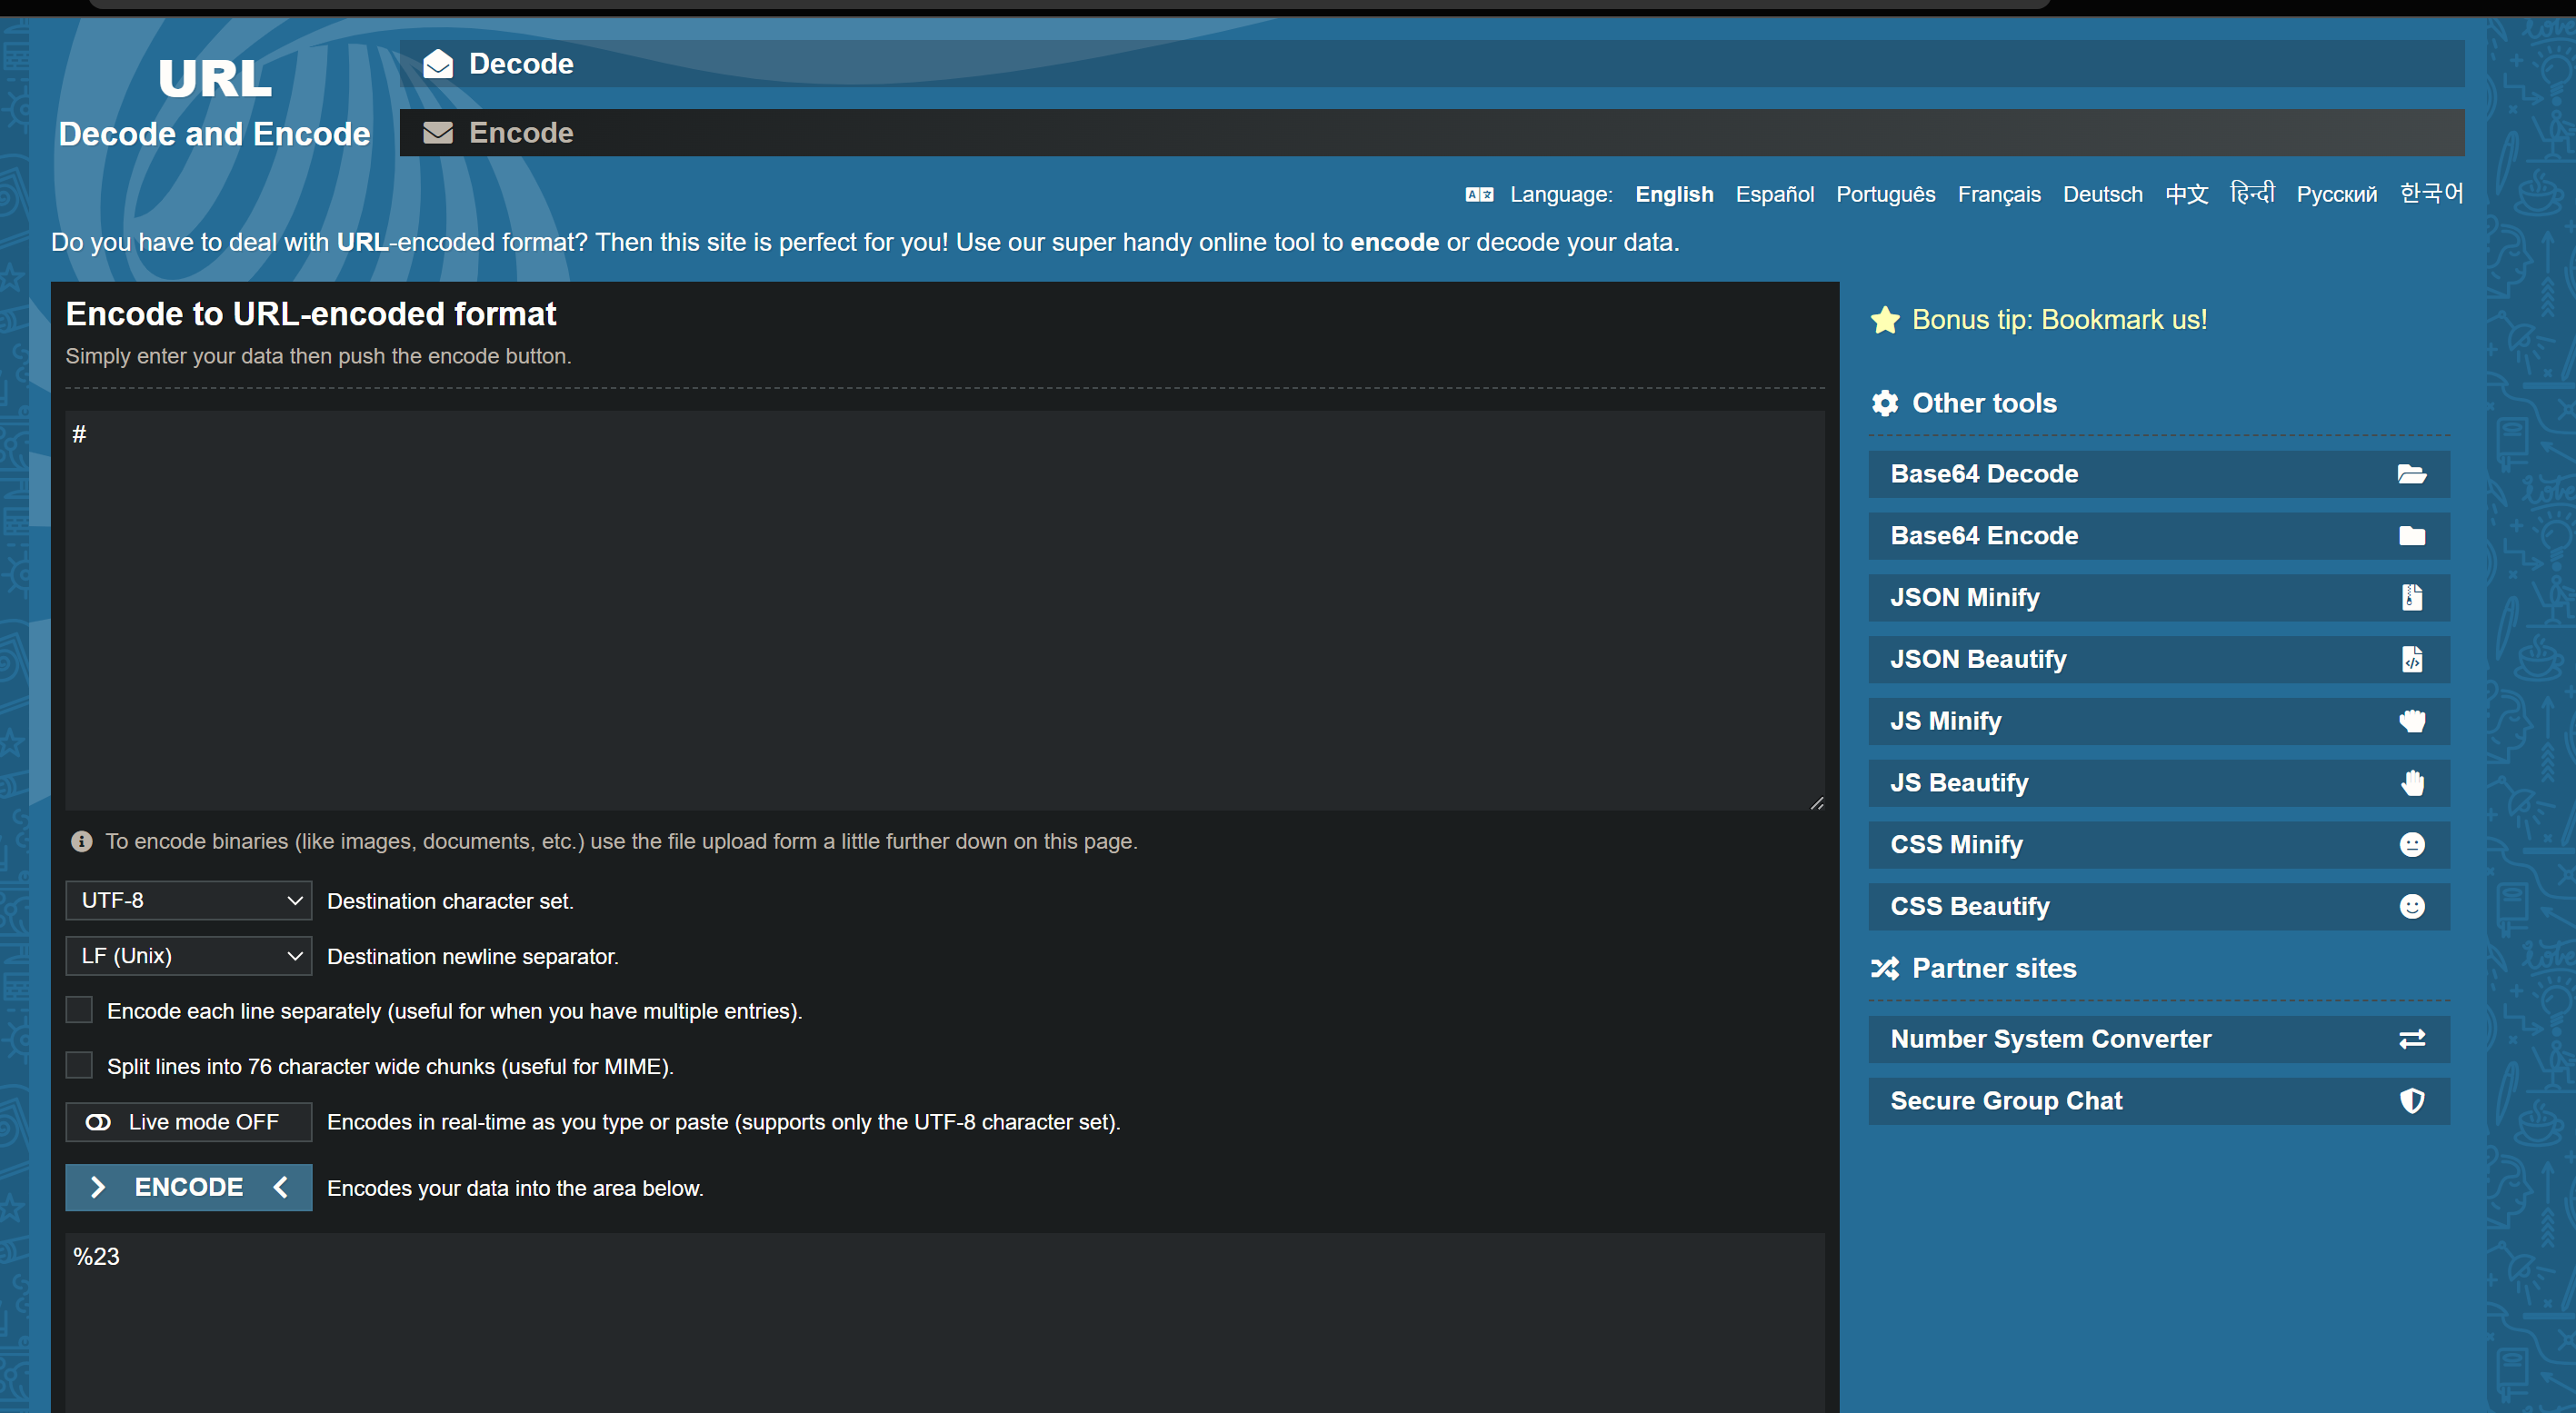 URL
Decode and Encode
Decode
Encode
Language: English Español Português Français Deutsch 中文 हिन्दी Русский 한국어
Do you have to deal with URL-encoded format? Then this site is perfect for you! Use our super handy online tool to encode or decode your data.
Encode to URL-encoded format
Simply enter your data then push the encode button.
#
To encode binaries (like images, documents, etc.) use the file upload form a little further down on this page.
UTF-8 Destination character set.
LF (Unix) Destination newline separator.
Encode each line separately (useful for when you have multiple entries).
Split lines into 76 character wide chunks (useful for MIME).
Live mode OFF Encodes in real-time as you type or paste (supports only the UTF-8 character set).
ENCODE Encodes your data into the area below.
%23
Bonus tip: Bookmark us!
Other tools
Base64 Decode
Base64 Encode
JSON Minify
JSON Beautify
JS Minify
JS Beautify
CSS Minify
CSS Beautify
Partner sites
Number System Converter
Secure Group Chat